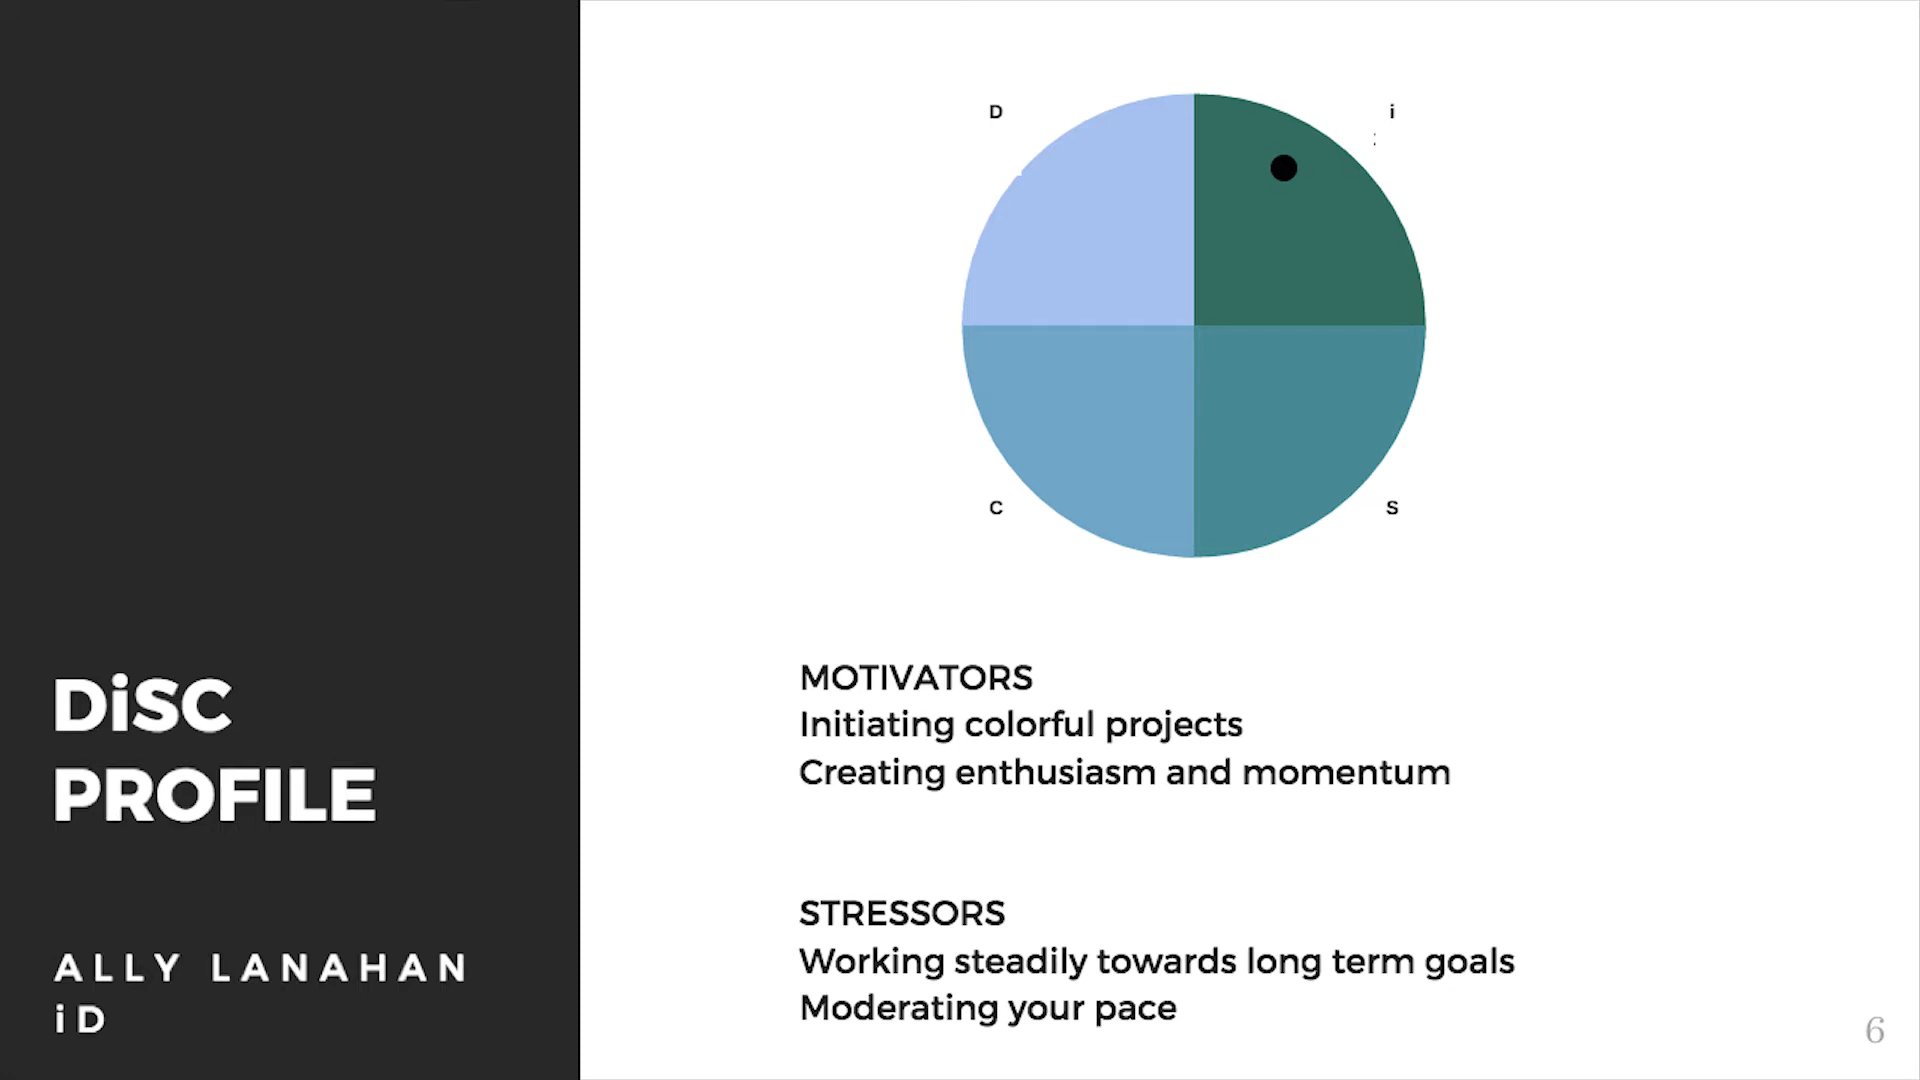 DiSC
PROFILE
ALLY LANAHAN
iD
D
i
C
S
MOTIVATORS
Initiating colorful projects
Creating enthusiasm and momentum
STRESSORS
Working steadily towards long term goals
Moderating your pace
6